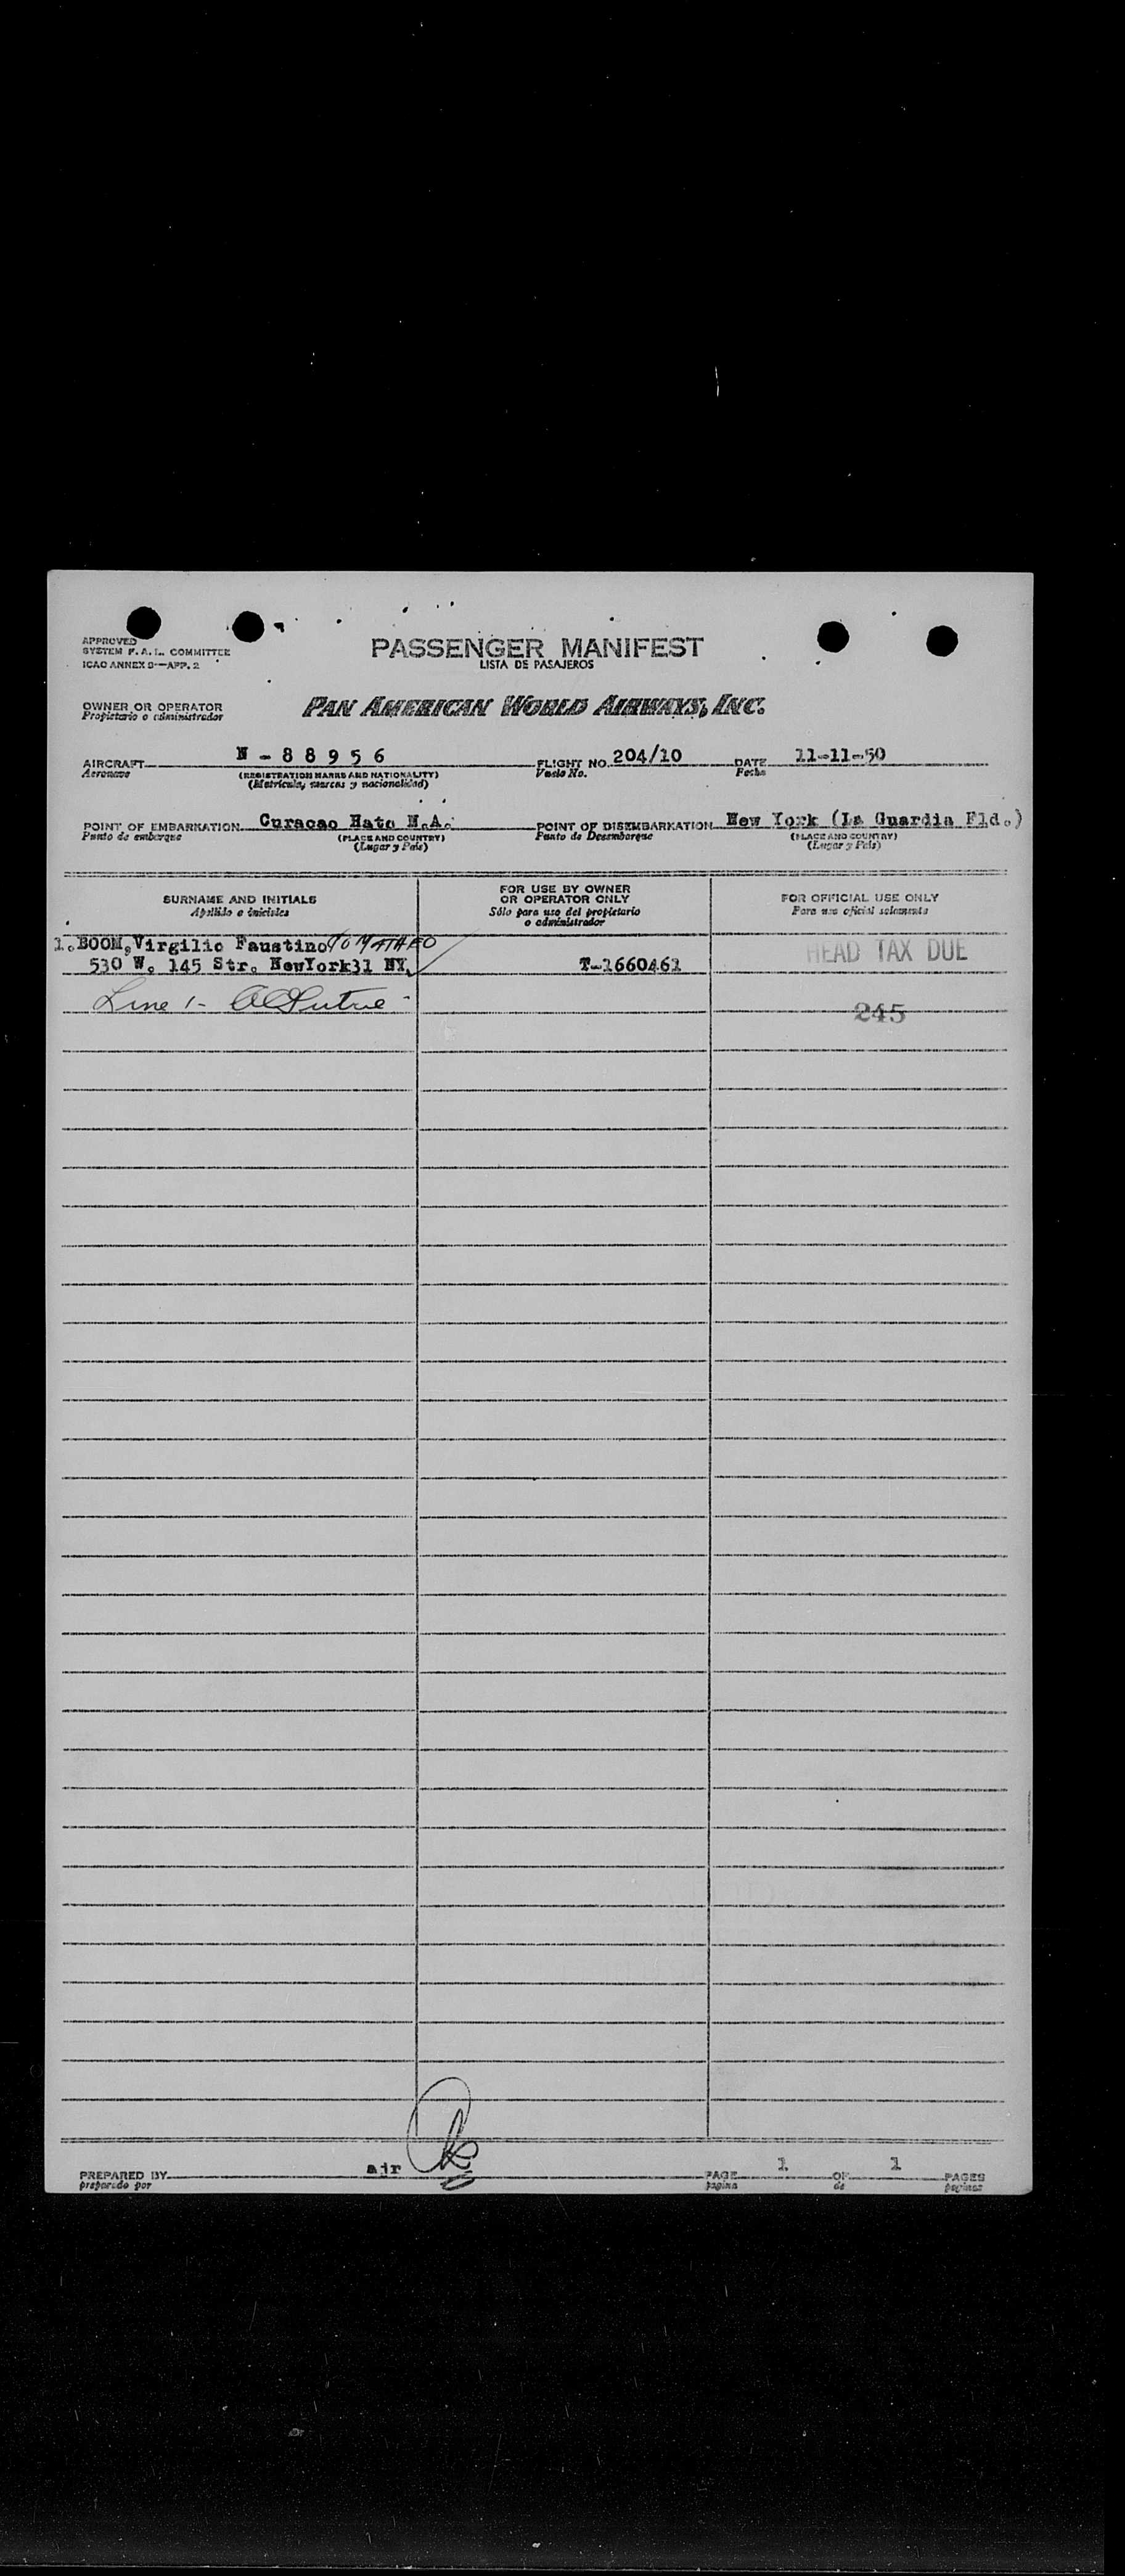 APPROVED
SYSTEM F. A. L. COMMITTEE
ICAO ANNEX 9—APP. 2
PASSENGER MANIFEST
LISTA DE PASAJEROS
OWNER OR OPERATOR
Propietario o administrador
PAN AMERICAN WORLD AIRWAYS, INC.
AIRCRAFT N - 8 8 9 5 6 FLIGHT NO. 204/10 DATE 11-11-50
Aeronave (REGISTRATION MARKS AND NATIONALITY) Vuelo No. Fecha
(Matrícula, marcas y nacionalidad)
POINT OF EMBARKATION Curacao Hato N.A. POINT OF DISEMBARKATION New York (La Guardia Fld.)
Punto de embarque (PLACE AND COUNTRY) Punto de Desembarque (PLACE AND COUNTRY)
(Lugar y País) (Lugar y País)
SURNAME AND INITIALS
Apellido e iniciales
FOR USE BY OWNER
OR OPERATOR ONLY
Sólo para uso del propietario
o administrador
FOR OFFICIAL USE ONLY
Para uso oficial solamente
1. BOOM, Virgilio Faustino
530 W. 145 Str. NewYork31 NY. T-1660461 HEAD TAX DUE
Line 1-
245
PREPARED BY air PAGE 1 OF 1 PAGES
preparado por página de páginas